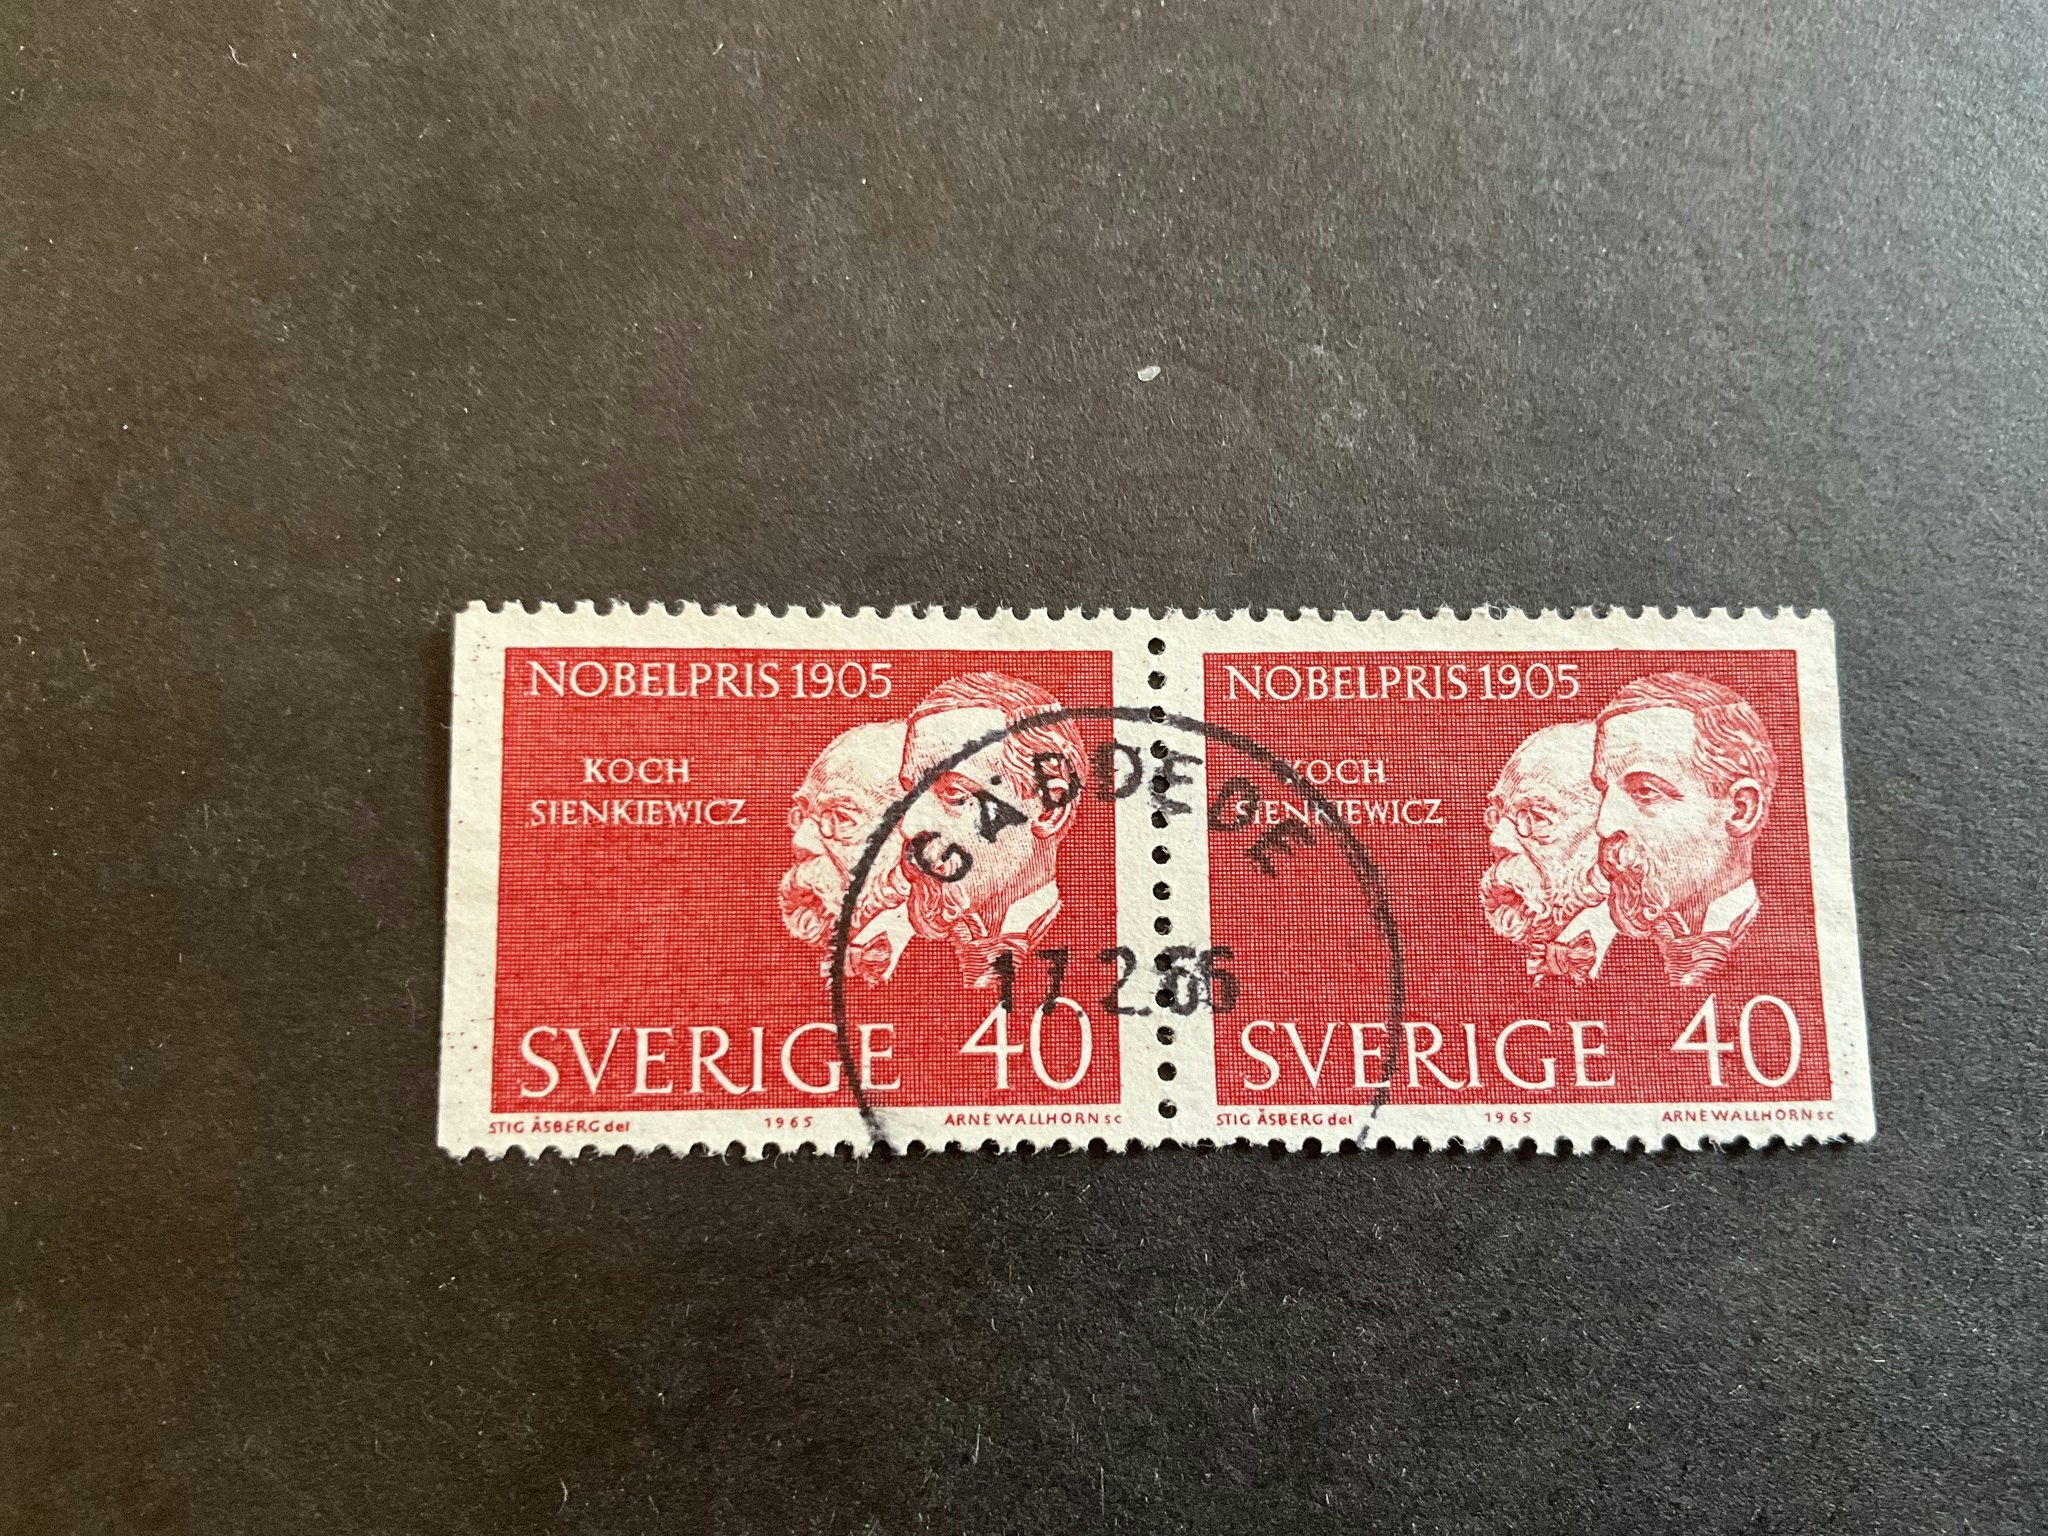 NOBELPRIS 1905
KOCH
SIENKIEWICZ
SVERIGE 40
STIG ÅSBERG del 1965 ARNE WALLHORN sc
NOBELPRIS 1905
KOCH
SIENKIEWICZ
SVERIGE 40
STIG ÅSBERG del 1965 ARNE WALLHORN sc
GÄDDEDE
17.2.66